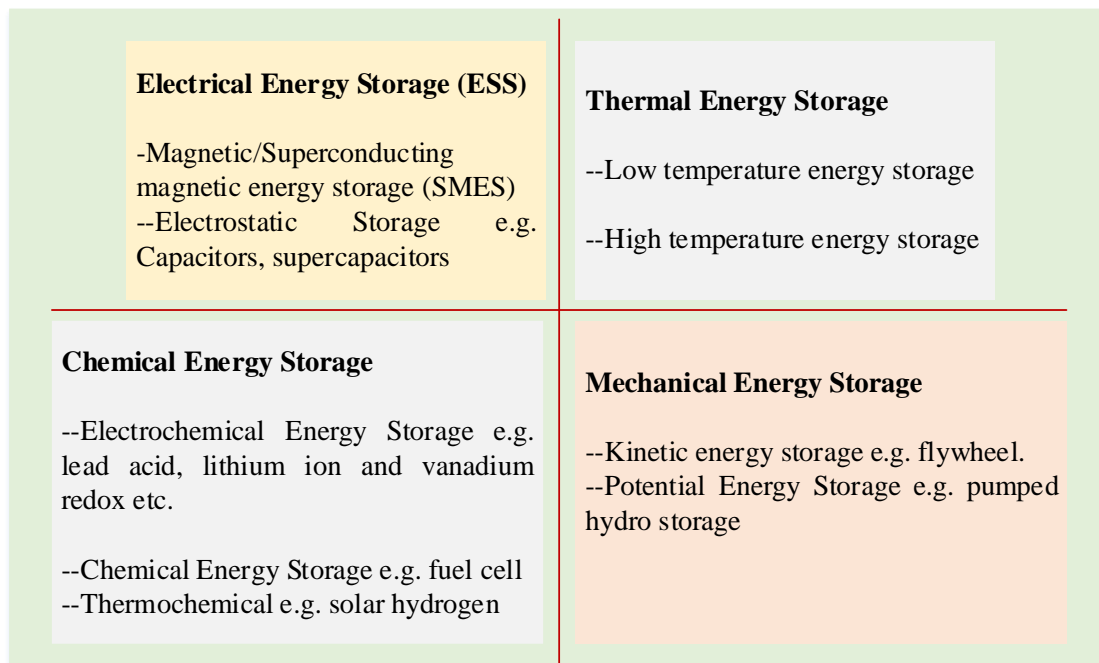 Electrical Energy Storage (ESS)
-Magnetic/Superconducting
magnetic energy storage (SMES)
--Electrostatic Storage e.g.
Capacitors, supercapacitors
Thermal Energy Storage
--Low temperature energy storage
--High temperature energy storage
Chemical Energy Storage
--Electrochemical Energy Storage e.g.
lead acid, lithium ion and vanadium
redox etc.
--Chemical Energy Storage e.g. fuel cell
--Thermochemical e.g. solar hydrogen
Mechanical Energy Storage
--Kinetic energy storage e.g. flywheel.
--Potential Energy Storage e.g. pumped
hydro storage